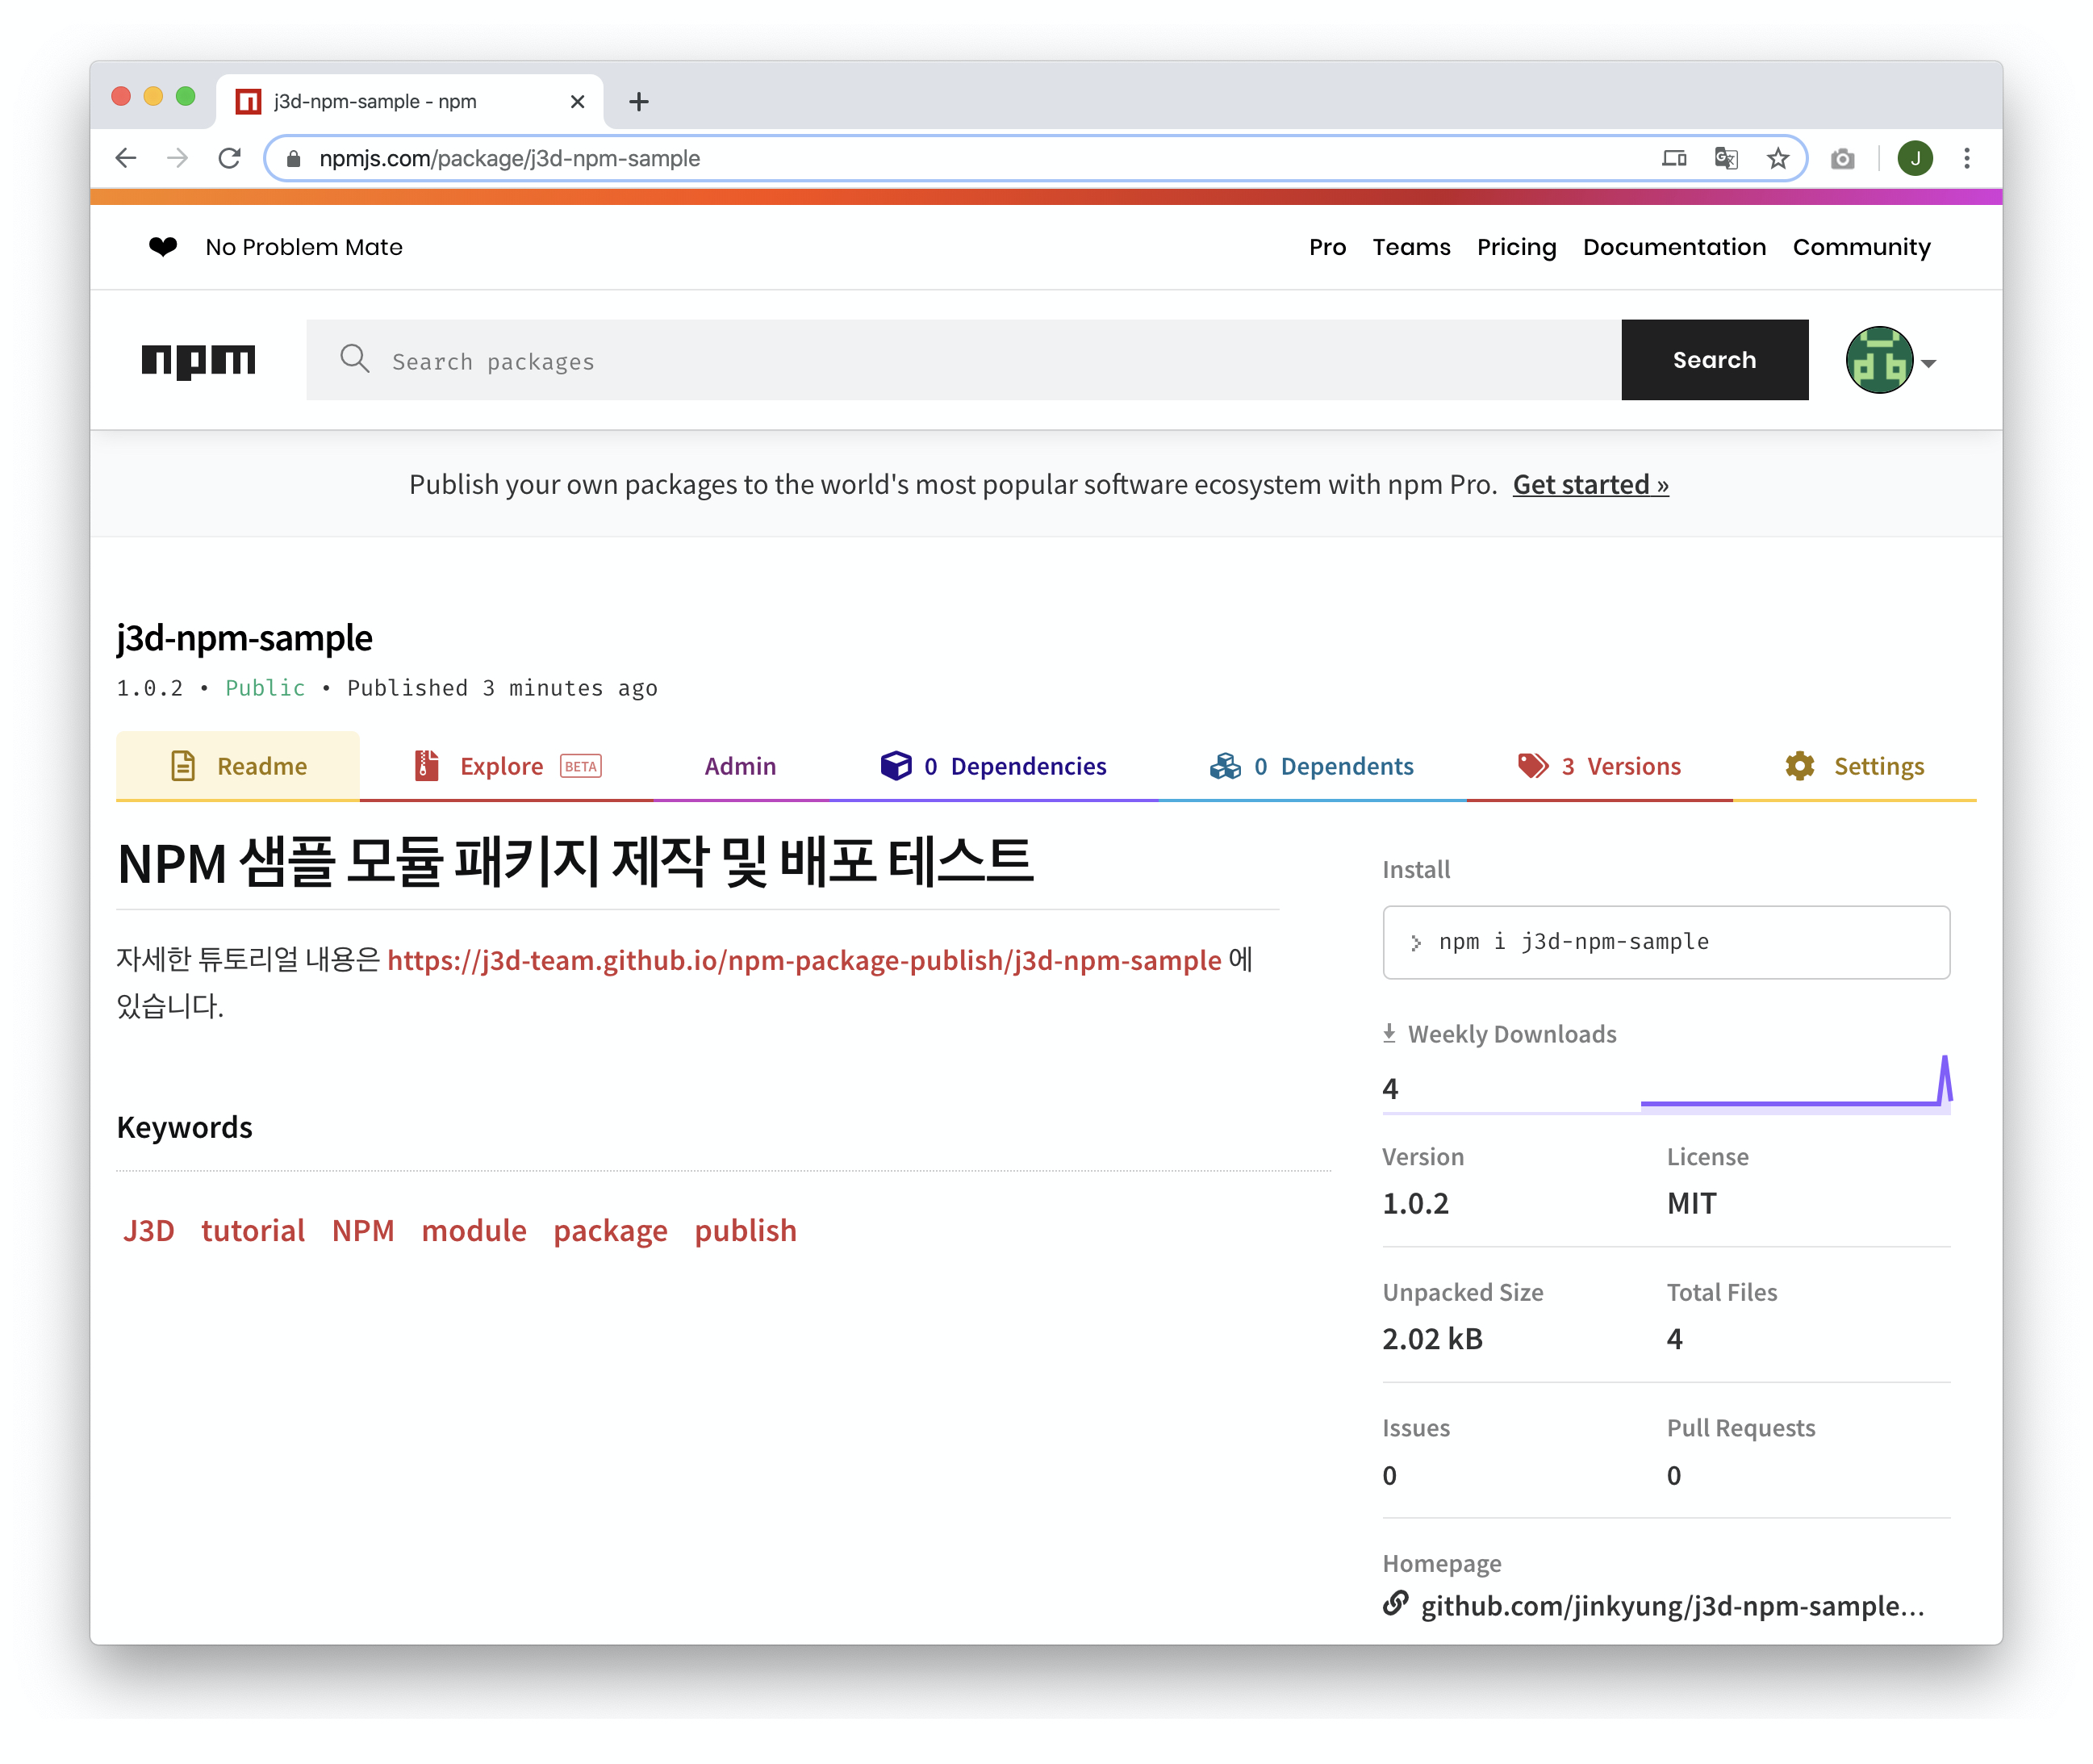 j3d-npm-sample - npm
npmjs.com/package/j3d-npm-sample
J
❤ No Problem Mate
Pro Teams Pricing Documentation Community
npm
Search packages
Search
Publish your own packages to the world's most popular software ecosystem with npm Pro. Get started »
j3d-npm-sample
1.0.2 • Public • Published 3 minutes ago
Readme
Explore BETA
Admin
0 Dependencies
0 Dependents
3 Versions
Settings
NPM 샘플 모듈 패키지 제작 및 배포 테스트
자세한 튜토리얼 내용은 https://j3d-team.github.io/npm-package-publish/j3d-npm-sample 에
있습니다.
Keywords
J3D tutorial NPM module package publish
Install
npm i j3d-npm-sample
Weekly Downloads
4
Version
1.0.2
License
MIT
Unpacked Size
2.02 kB
Total Files
4
Issues
0
Pull Requests
0
Homepage
github.com/jinkyung/j3d-npm-sample...